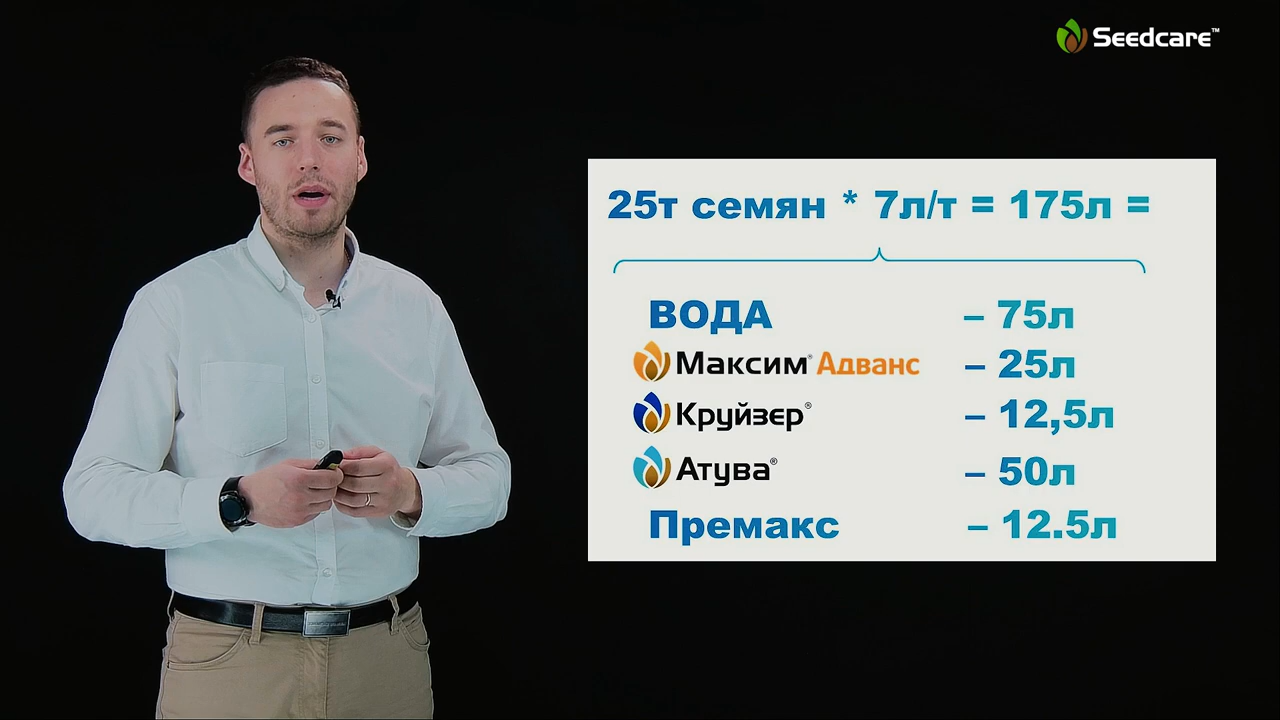 Seedcare™
25т семян * 7л/т = 175л =
ВОДА – 75л
Максим® Адванс – 25л
Круйзер® – 12,5л
Атува® – 50л
Премакс – 12.5л